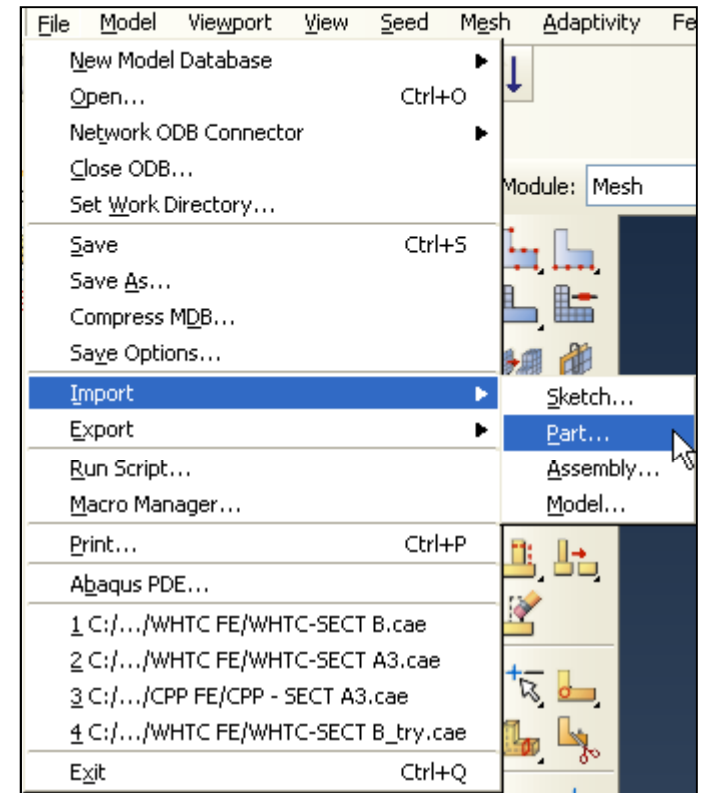 File Model Viewport View Seed Mesh Adaptivity Fe
New Model Database
Open... Ctrl+O
Network ODB Connector
Close ODB...
Set Work Directory...
Module: Mesh
Save Ctrl+S
Save As...
Compress MDB...
Save Options...
Import
Export
Sketch...
Part...
Assembly...
Model...
Run Script...
Macro Manager...
Print... Ctrl+P
Abaqus PDE...
1 C:/.../WHTC FE/WHTC-SECT B.cae
2 C:/.../WHTC FE/WHTC-SECT A3.cae
3 C:/.../CPP FE/CPP - SECT A3.cae
4 C:/.../WHTC FE/WHTC-SECT B_try.cae
Exit Ctrl+Q